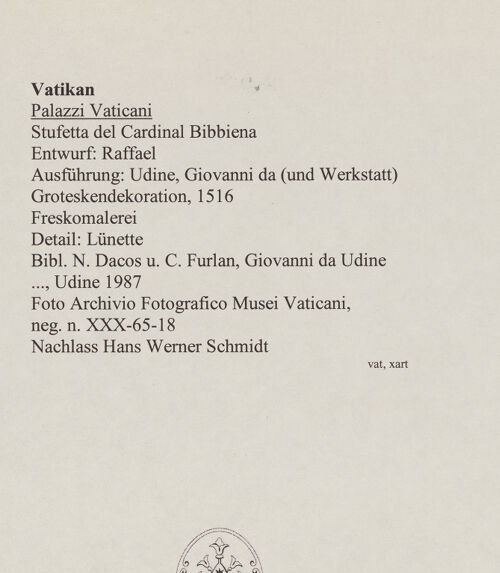 Vatikan
Palazzi Vaticani
Stufetta del Cardinal Bibbiena
Entwurf: Raffael
Ausführung: Udine, Giovanni da (und Werkstatt)
Groteskendekoration, 1516
Freskomalerei
Detail: Lünette
Bibl. N. Dacos u. C. Furlan, Giovanni da Udine
..., Udine 1987
Foto Archivio Fotografico Musei Vaticani,
neg. n. XXX-65-18
Nachlass Hans Werner Schmidt
vat, xart